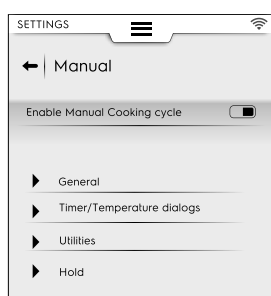 SETTINGS
Manual
Enable Manual Cooking cycle
General
Timer/Temperature dialogs
Utilities
Hold